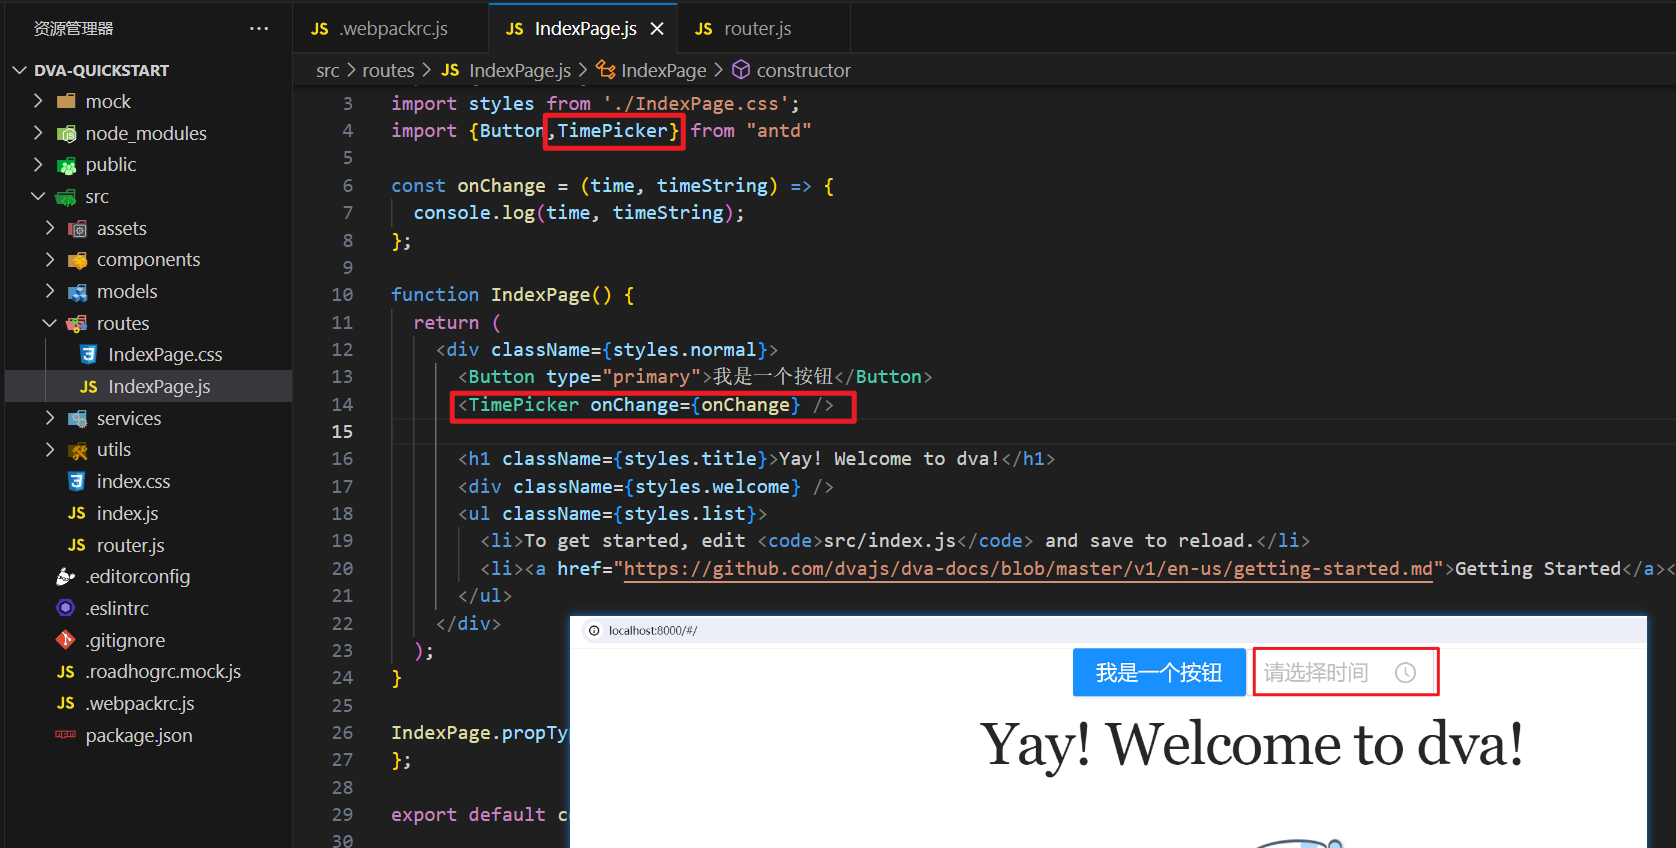 资源管理器 ···
DVA-QUICKSTART
mock
node_modules
public
src
assets
components
models
routes
IndexPage.css
JS IndexPage.js
services
utils
index.css
JS index.js
JS router.js
.editorconfig
.eslintrc
.gitignore
JS .roadhogrc.mock.js
JS .webpackrc.js
package.json
JS .webpackrc.js
JS IndexPage.js
JS router.js
src > routes > JS IndexPage.js > IndexPage > constructor
3 import styles from './IndexPage.css';
4 import {Button,TimePicker} from "antd"
5
6 const onChange = (time, timeString) => {
7 console.log(time, timeString);
8 };
9
10 function IndexPage() {
11 return (
12 <div className={styles.normal}>
13 <Button type="primary">我是一个按钮</Button>
14 <TimePicker onChange={onChange} />
15
16 <h1 className={styles.title}>Yay! Welcome to dva!</h1>
17 <div className={styles.welcome} />
18 <ul className={styles.list}>
19 <li>To get started, edit <code>src/index.js</code> and save to reload.</li>
20 <li><a href="https://github.com/dvajs/dva-docs/blob/master/v1/en-us/getting-started.md">Getting Started</a><
21 </ul>
22 </div>
23 );
24 }
25
26 IndexPage.propTy
27 };
28
29 export default c
30
localhost:8000/#/
我是一个按钮 请选择时间
Yay! Welcome to dva!